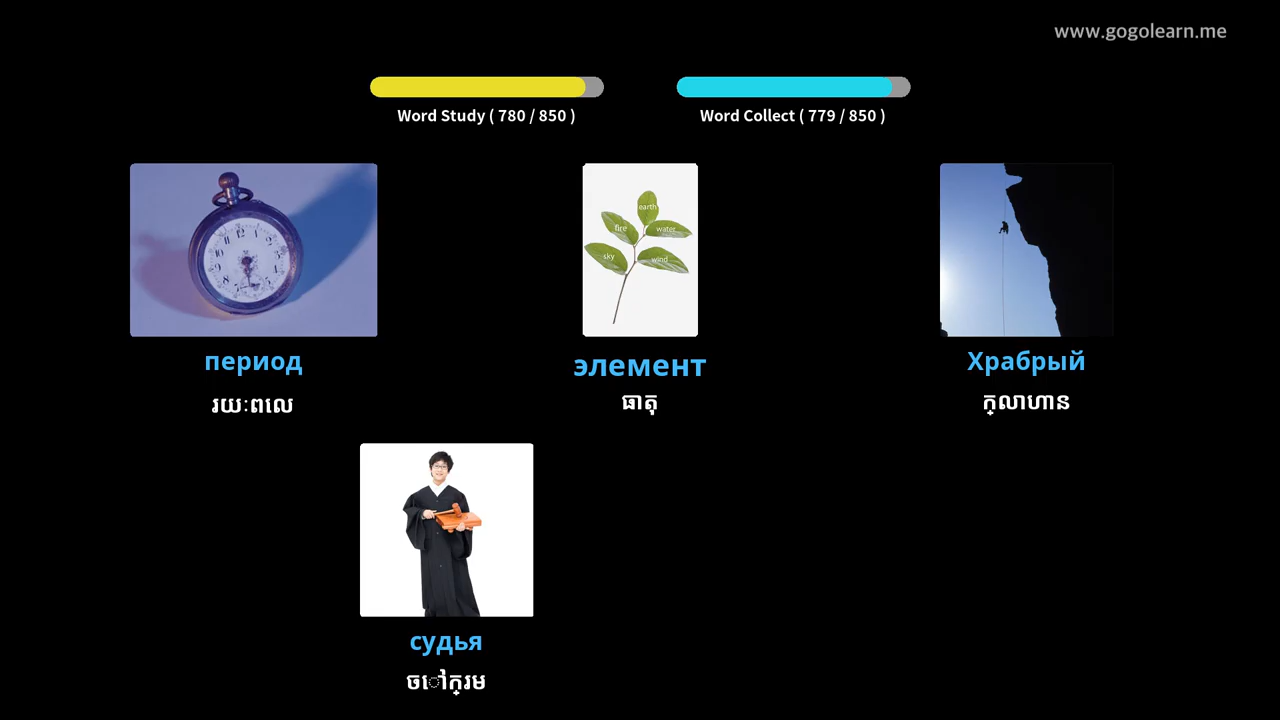 www.gogolearn.me
Word Study ( 780 / 850 )
Word Collect ( 779 / 850 )
earth
fire
water
sky
wind
период
элемент
Храбрый
រយៈពេល
ធាតុ
ក្លាហាន
судья
ចៅក្រម